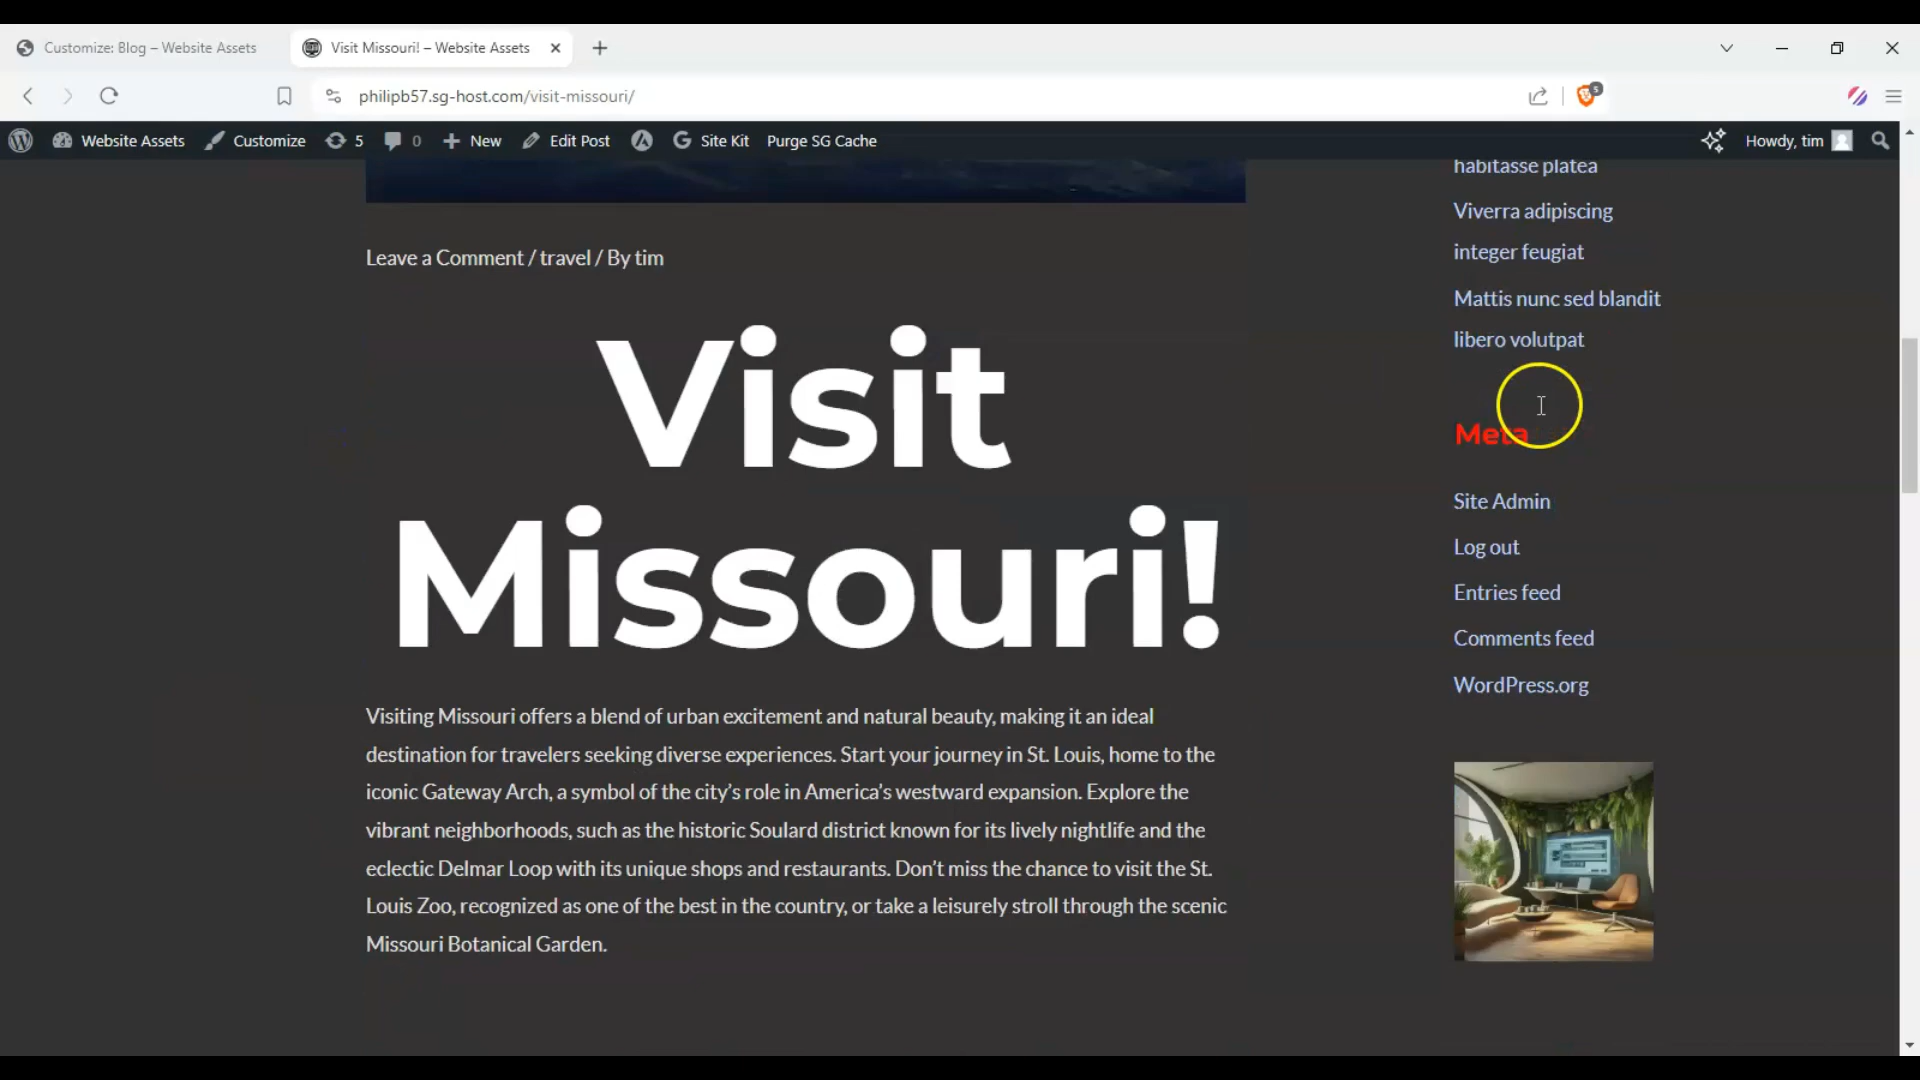 Customize: Blog – Website Assets
Visit Missouri! – Website Assets
philipb57.sg-host.com/visit-missouri/
5
Website Assets
Customize
5
0
New
Edit Post
Site Kit
Purge SG Cache
Howdy, tim
habitasse platea
Viverra adipiscing
integer feugiat
Mattis nunc sed blandit
libero volutpat
Meta
Site Admin
Log out
Entries feed
Comments feed
WordPress.org
Leave a Comment / travel / By tim
Visit
Missouri!
Visiting Missouri offers a blend of urban excitement and natural beauty, making it an ideal
destination for travelers seeking diverse experiences. Start your journey in St. Louis, home to the
iconic Gateway Arch, a symbol of the city’s role in America’s westward expansion. Explore the
vibrant neighborhoods, such as the historic Soulard district known for its lively nightlife and the
eclectic Delmar Loop with its unique shops and restaurants. Don’t miss the chance to visit the St.
Louis Zoo, recognized as one of the best in the country, or take a leisurely stroll through the scenic
Missouri Botanical Garden.